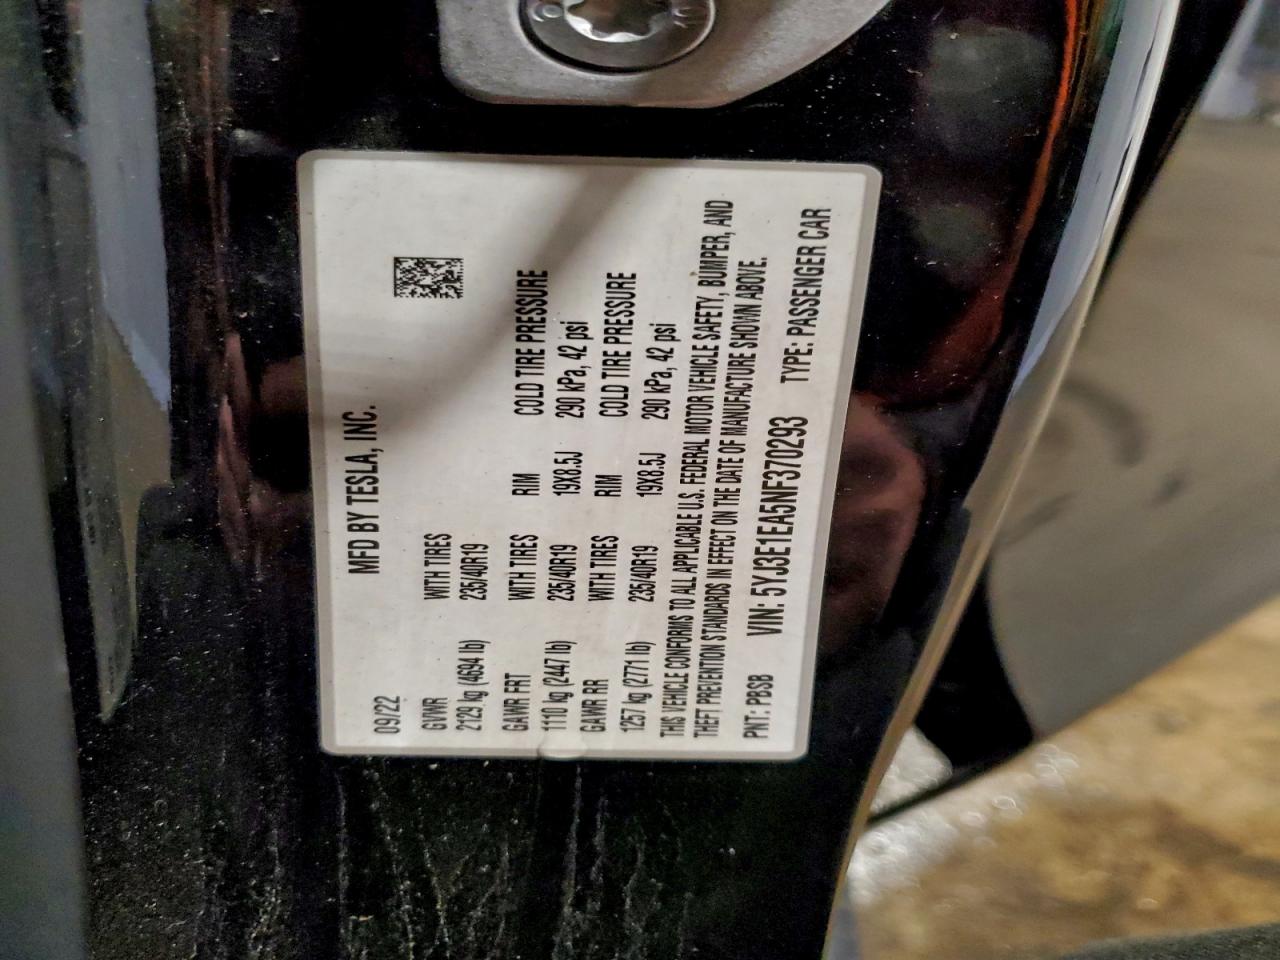 MFD BY TESLA, INC.
09/22
GVWR WITH TIRES
2129 kg (4694 lb) 235/40R19
GAWR FRT WITH TIRES RIM COLD TIRE PRESSURE
1110 kg (2447 lb) 235/40R19 19X8.5J 290 kPa, 42 psi
GAWR RR WITH TIRES RIM COLD TIRE PRESSURE
1257 kg (2771 lb) 235/40R19 19X8.5J 290 kPa, 42 psi
THIS VEHICLE CONFORMS TO ALL APPLICABLE U.S. FEDERAL MOTOR VEHICLE SAFETY, BUMPER, AND
THEFT PREVENTION STANDARDS IN EFFECT ON THE DATE OF MANUFACTURE SHOWN ABOVE.
PNT: PBSB VIN: 5YJ3E1EA5NF370293 TYPE: PASSENGER CAR